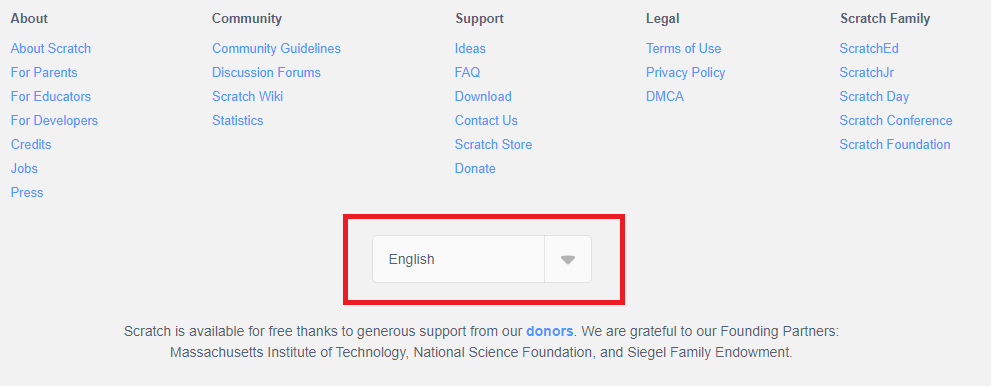 About
About Scratch
For Parents
For Educators
For Developers
Credits
Jobs
Press
Community
Community Guidelines
Discussion Forums
Scratch Wiki
Statistics
Support
Ideas
FAQ
Download
Contact Us
Scratch Store
Donate
Legal
Terms of Use
Privacy Policy
DMCA
Scratch Family
ScratchEd
ScratchJr
Scratch Day
Scratch Conference
Scratch Foundation
English
Scratch is available for free thanks to generous support from our donors. We are grateful to our Founding Partners:
Massachusetts Institute of Technology, National Science Foundation, and Siegel Family Endowment.